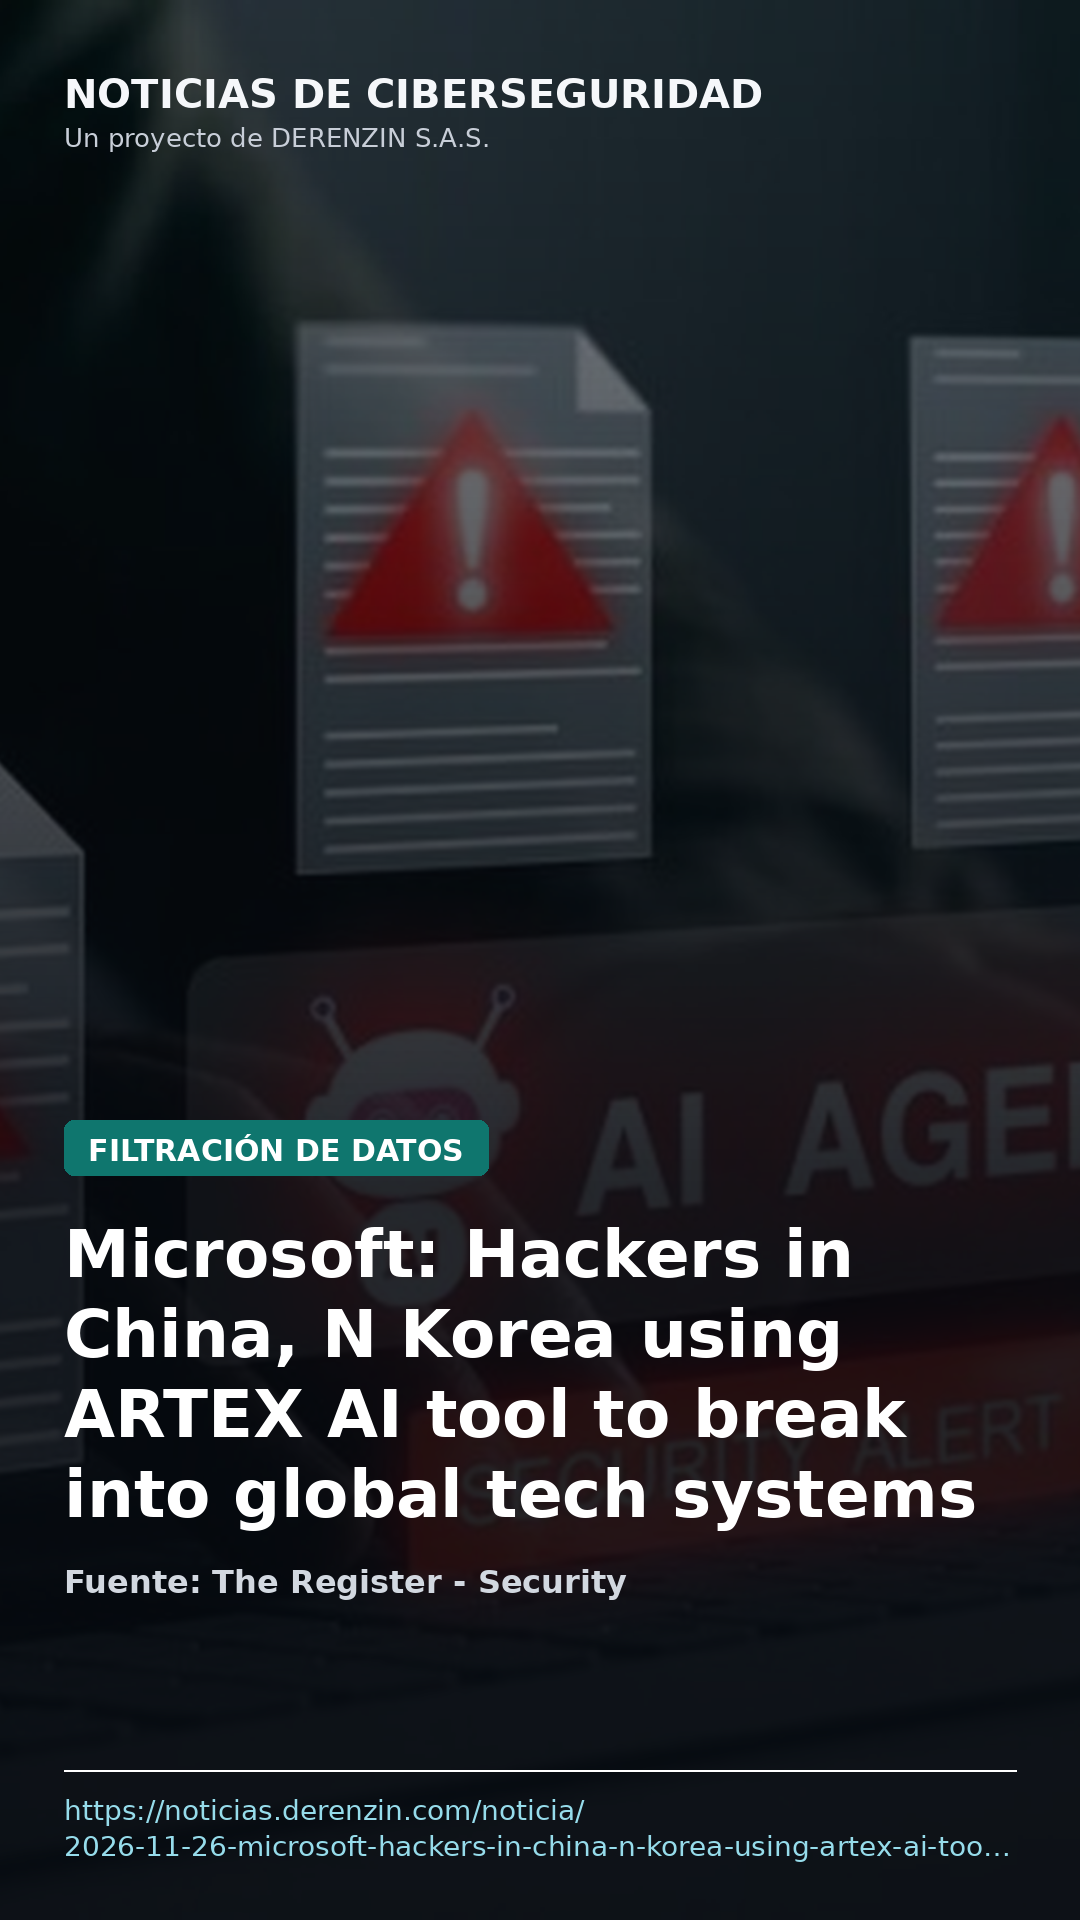 NOTICIAS DE CIBERSEGURIDAD
Un proyecto de DERENZIN S.A.S.
AI AGE
FILTRACIÓN DE DATOS
Microsoft: Hackers in
China, N Korea using
ARTEX AI tool to break
into global tech systems
SECURITY ALERT
Fuente: The Register - Security
https://noticias.derenzin.com/noticia/
2026-11-26-microsoft-hackers-in-china-n-korea-using-artex-ai-too…